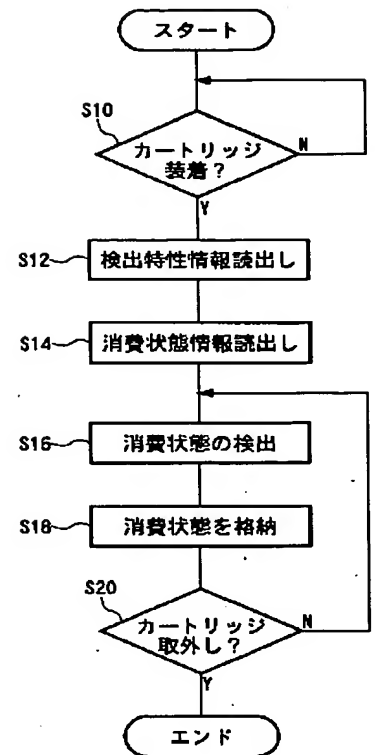 スタート
S10
カートリッジ
装着?
N
Y
S12
検出特性情報読出し
S14
消費状態情報読出し
S16
消費状態の検出
S18
消費状態を格納
S20
カートリッジ
取外し?
N
Y
エンド